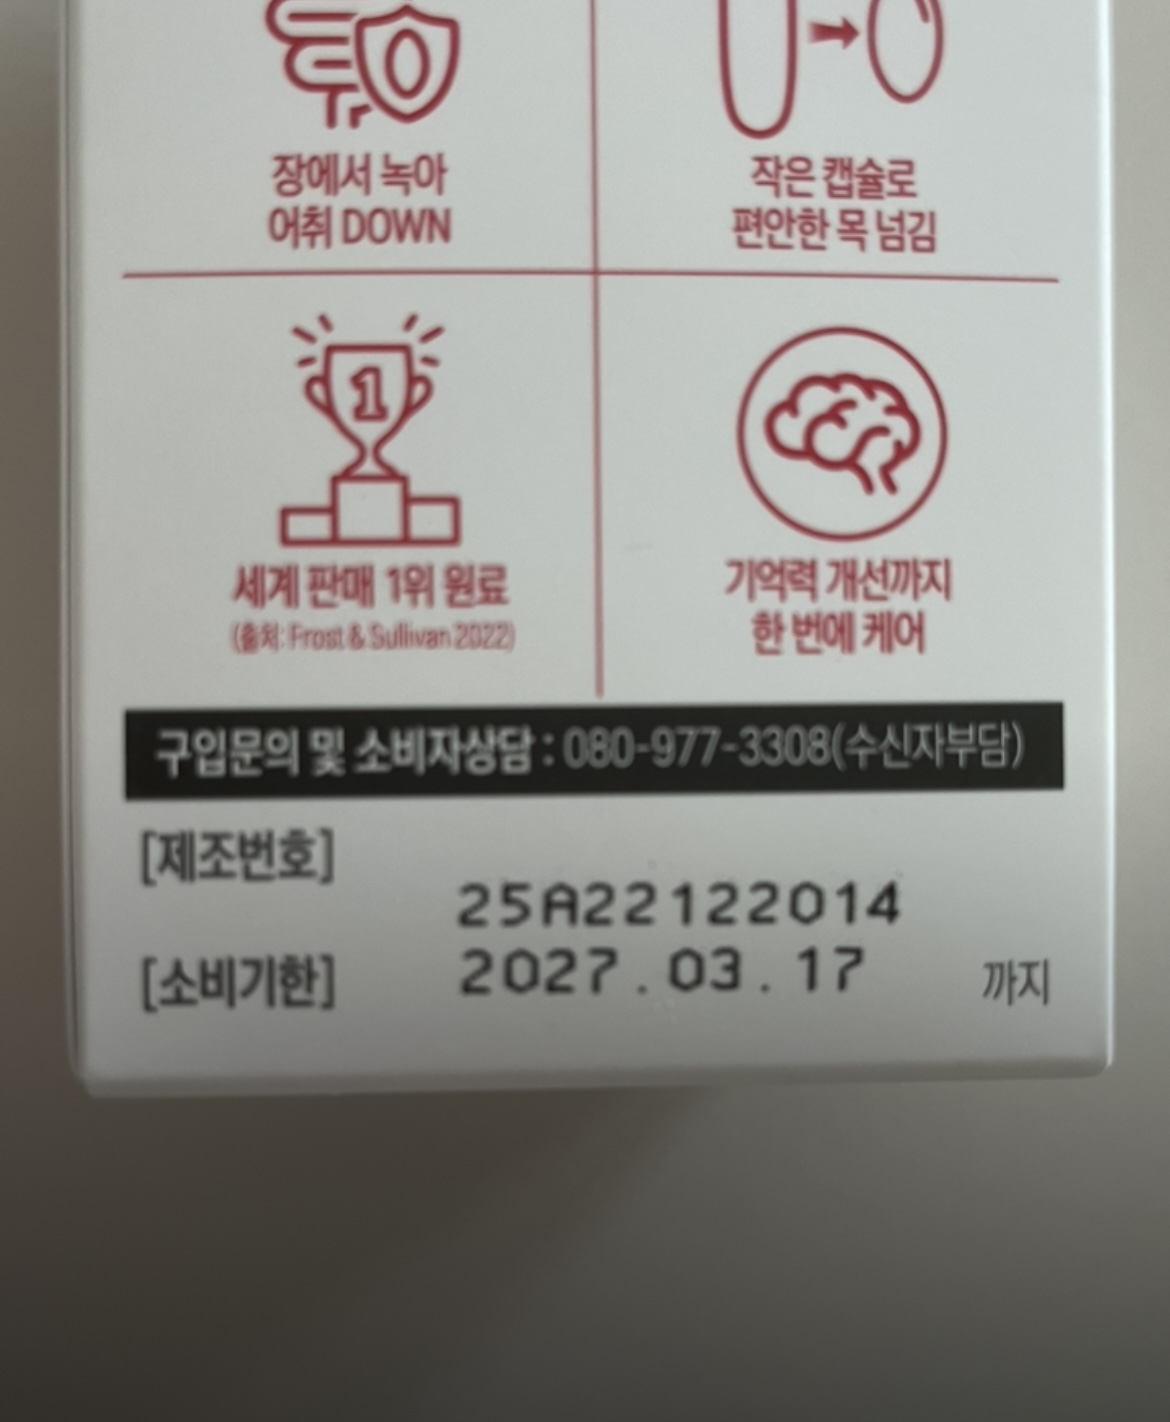 장에서 녹아
어취 DOWN
작은 캡슐로
편안한 목 넘김
1
세계 판매 1위 원료
(출처: Frost & Sullivan 2022)
기억력 개선까지
한 번에 케어
구입문의 및 소비자상담 : 080-977-3308(수신자부담)
[제조번호]
25A22122014
[소비기한] 2027.03.17 까지